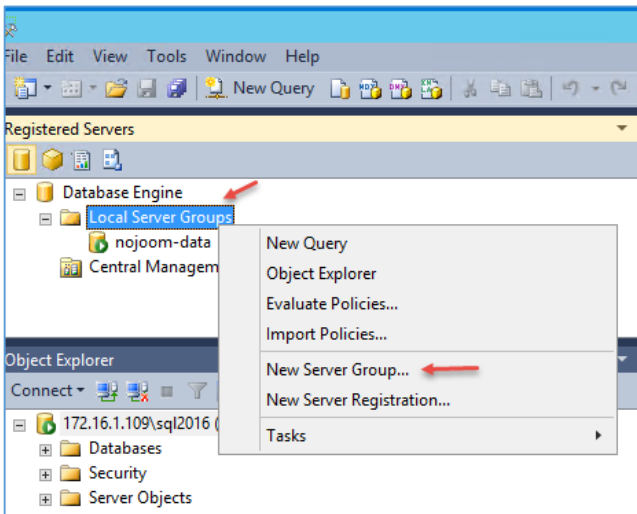 File Edit View Tools Window Help
New Query
Registered Servers
Database Engine
Local Server Groups
nojoom-data
Central Managem
New Query
Object Explorer
Evaluate Policies...
Import Policies...
New Server Group...
New Server Registration...
Tasks
Object Explorer
Connect
172.16.1.109\sql2016 (
Databases
Security
Server Objects